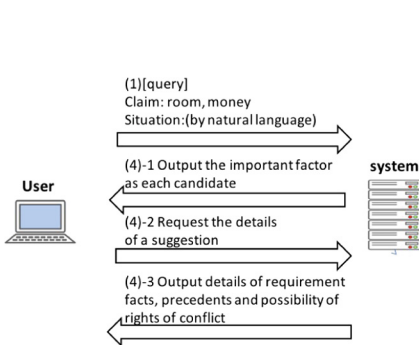 (1)[query]
Claim: room, money
Situation:(by natural language)
(4)-1 Output the important factor
as each candidate
system
User
(4)-2 Request the details
of a suggestion
(4)-3 Output details of requirement
facts, precedents and possibility of
rights of conflict